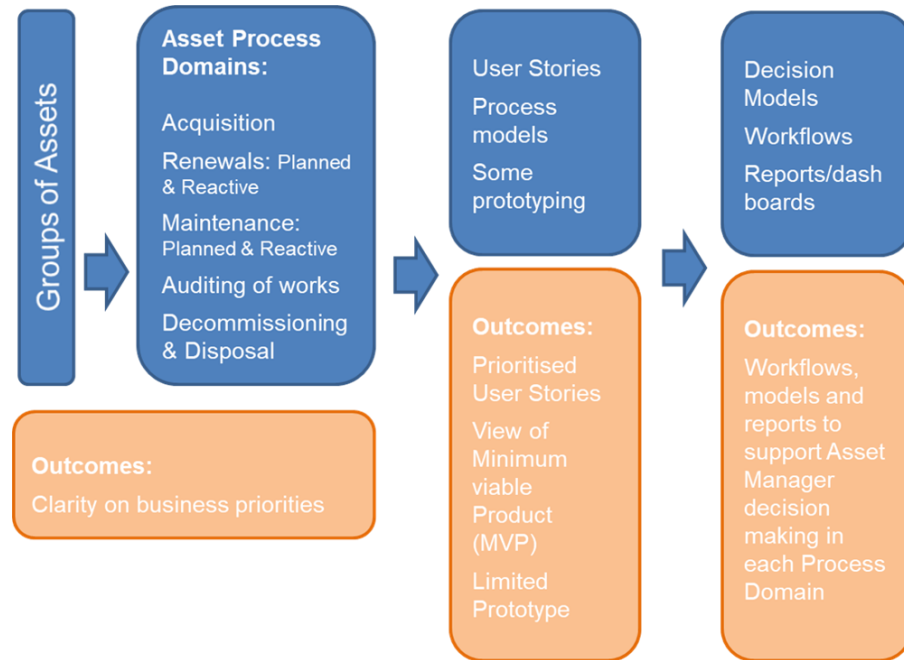 Groups of Assets
Asset Process
Domains:
Acquisition
Renewals: Planned
& Reactive
Maintenance:
Planned & Reactive
Auditing of works
Decommissioning
& Disposal
Outcomes:
Clarity on business priorities
User Stories
Process
models
Some
prototyping
Outcomes:
Prioritised
User Stories
View of
Minimum
viable
Product
(MVP)
Limited
Prototype
Decision
Models
Workflows
Reports/dash
boards
Outcomes:
Workflows,
models and
reports to
support Asset
Manager
decision
making in
each Process
Domain